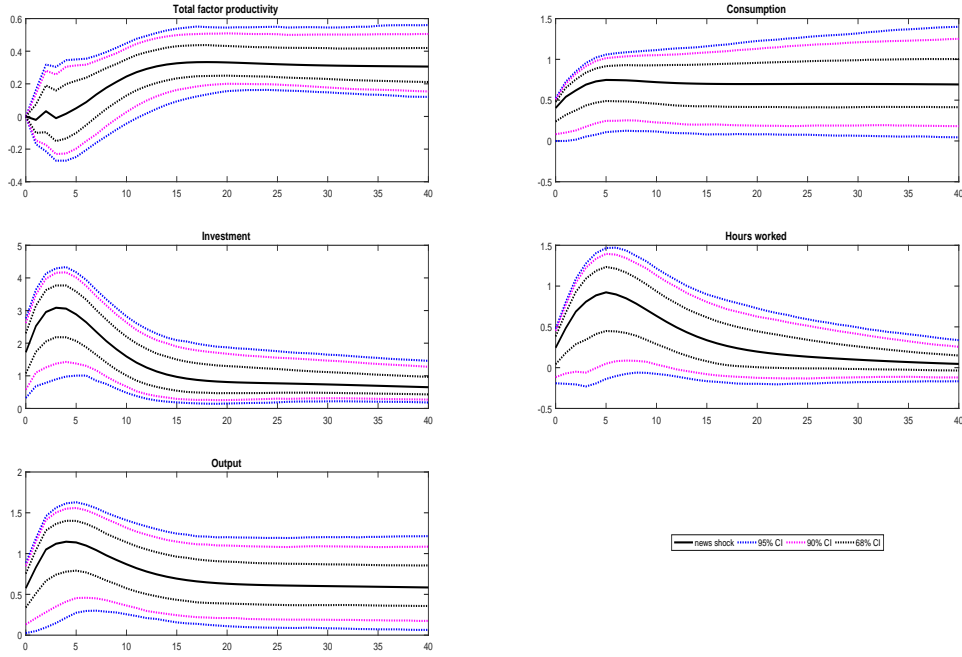 Total factor productivity
0.6
0.4
0.2
0
-0.2
-0.4
0 5 10 15 20 25 30 35 40
Consumption
1.5
1
0.5
0
-0.5
0 5 10 15 20 25 30 35 40
Investment
5
4
3
2
1
0
0 5 10 15 20 25 30 35 40
Hours worked
1.5
1
0.5
0
-0.5
0 5 10 15 20 25 30 35 40
Output
2
1.5
1
0.5
0
0 5 10 15 20 25 30 35 40
news shock 95% CI 90% CI 68% CI